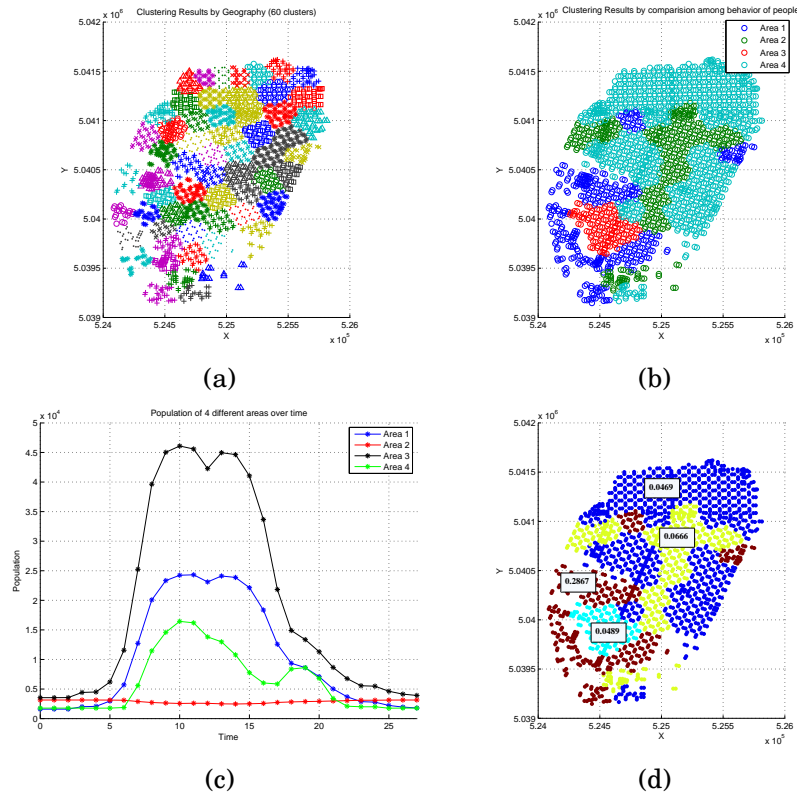 Clustering Results by Geography (60 clusters)
x 10^6
5.042
5.0415
5.041
5.0405
5.04
5.0395
5.039
Y
5.24 5.245 5.25 5.255 5.26
X
x 10^5
(a)
Clustering Results by comparision among behavior of people
x 10^6
Area 1
Area 2
Area 3
Area 4
5.042
5.0415
5.041
5.0405
5.04
5.0395
5.039
Y
5.24 5.245 5.25 5.255 5.26
X
x 10^5
(b)
Population of 4 different areas over time
x 10^4
Area 1
Area 2
Area 3
Area 4
5
4.5
4
3.5
3
2.5
2
1.5
1
0.5
0
Population
0 5 10 15 20 25
Time
(c)
x 10^6
5.042
5.0415
5.041
5.0405
5.04
5.0395
5.039
Y
0.0469
0.0666
0.2867
0.0489
5.24 5.245 5.25 5.255 5.26
X
x 10^5
(d)